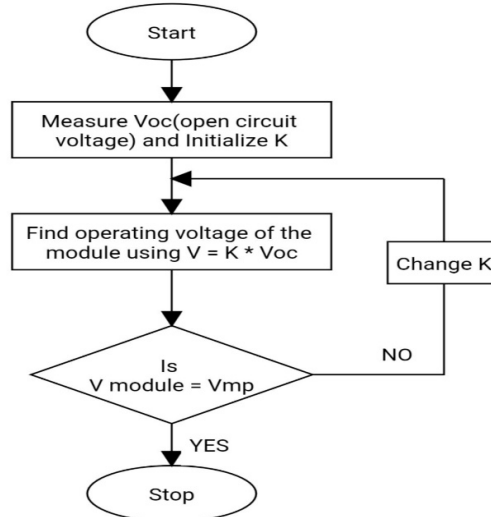 Start
Measure Voc(open circuit
voltage) and Initialize K
Find operating voltage of the
module using V = K * Voc
Change K
Is
V module = Vmp
NO
YES
Stop